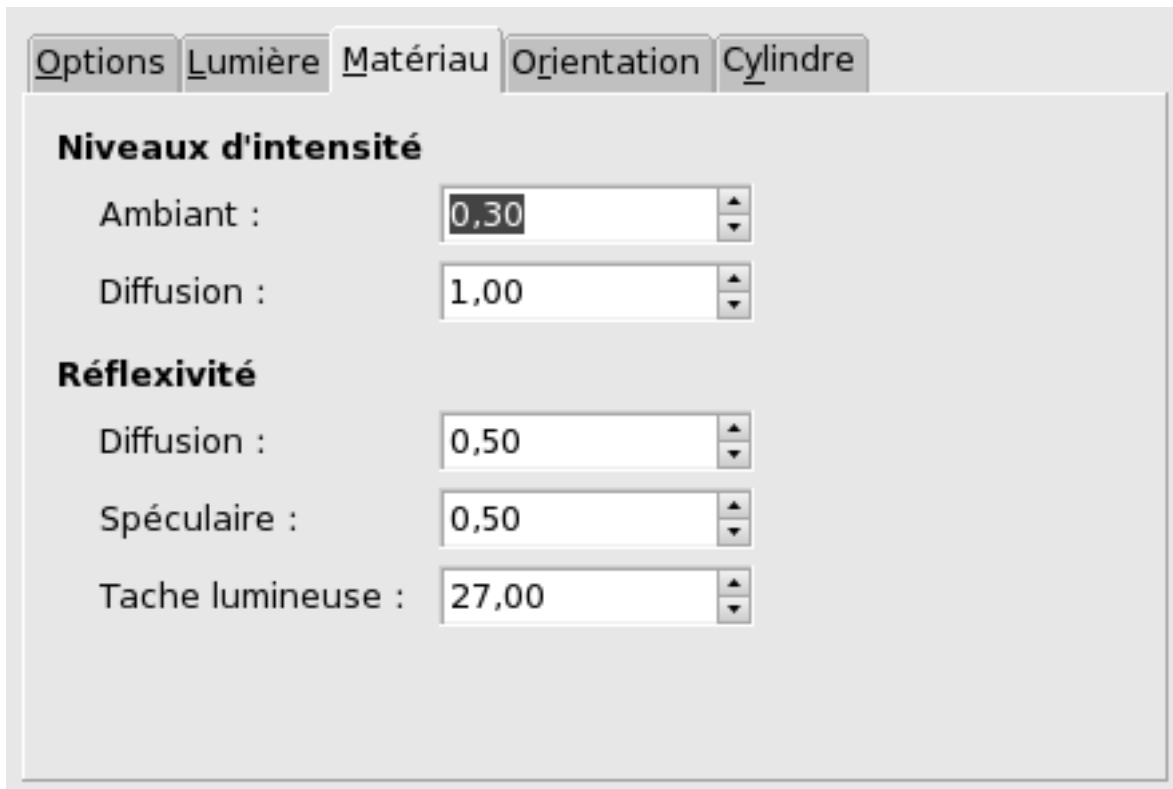 Options Lumière Matériau Orientation Cylindre
Niveaux d'intensité
Ambiant : 0,30
Diffusion : 1,00
Réflexivité
Diffusion : 0,50
Spéculaire : 0,50
Tache lumineuse : 27,00